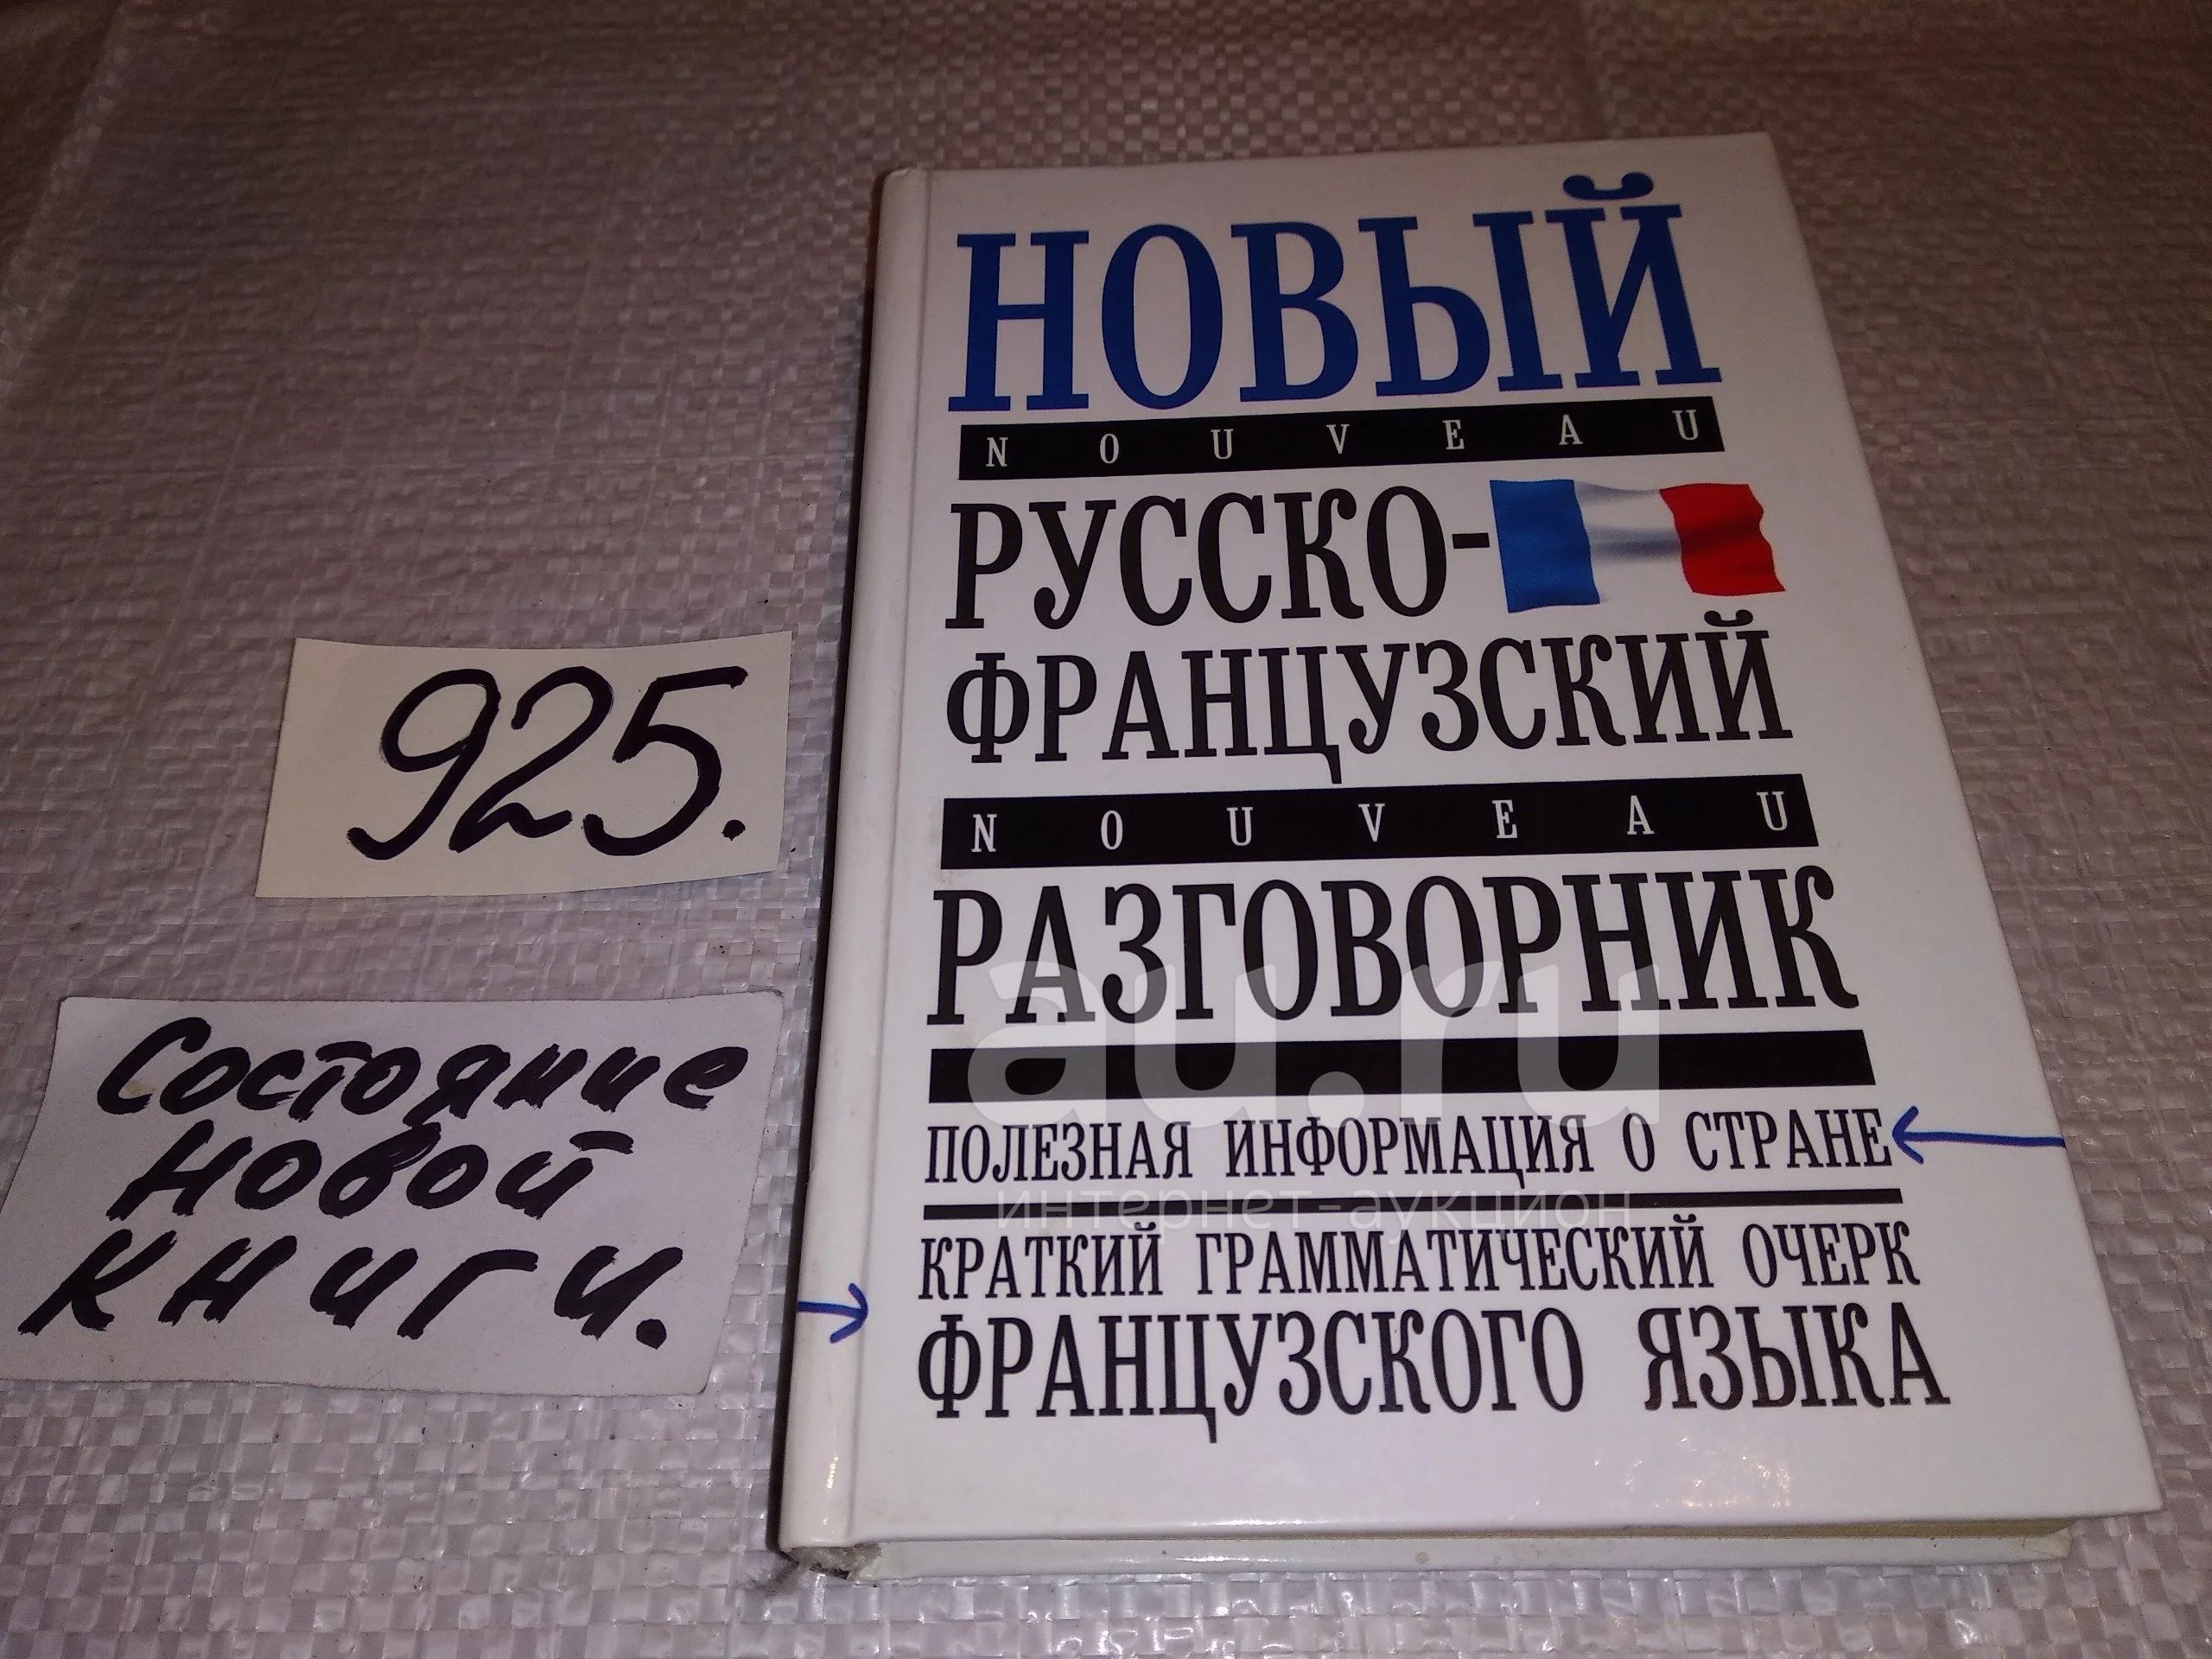 НОВЫЙ
NOUVEAU
РУССКО-
ФРАНЦУЗСКИЙ
NOUVEAU
РАЗГОВОРНИК
ПОЛЕЗНАЯ ИНФОРМАЦИЯ О СТРАНЕ
КРАТКИЙ ГРАММАТИЧЕСКИЙ ОЧЕРК
ФРАНЦУЗСКОГО ЯЗЫКА
925.
Состояние
новой
книги.
au.ru
интернет-аукцион